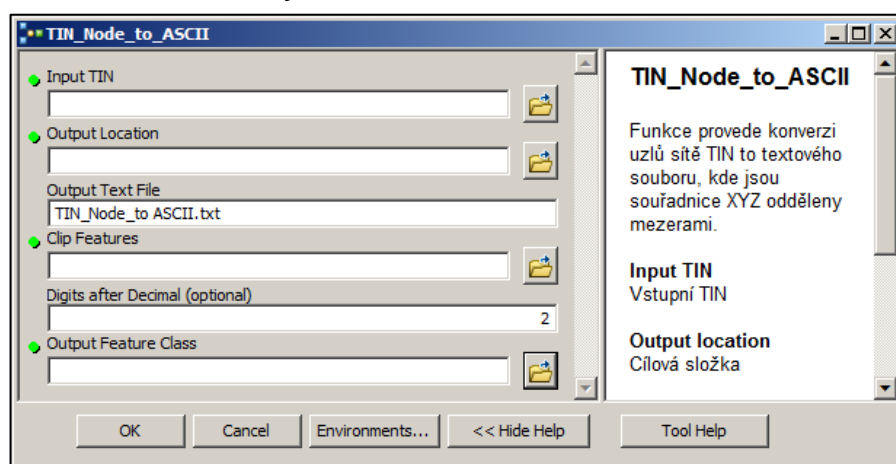 TIN_Node_to_ASCII
Input TIN
Output Location
Output Text File
TIN_Node_to ASCII.txt
Clip Features
Digits after Decimal (optional)
2
Output Feature Class
TIN_Node_to_ASCII
Funkce provede konverzi
uzlů sítě TIN to textového
souboru, kde jsou
souřadnice XYZ odděleny
mezerami.
Input TIN
Vstupní TIN
Output location
Cílová složka
OK
Cancel
Environments...
<< Hide Help
Tool Help